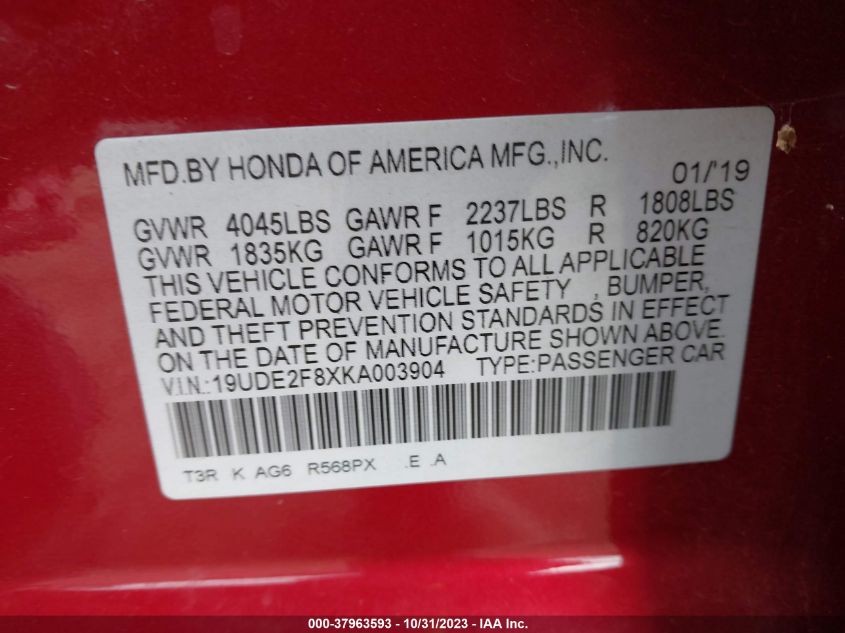 MFD.BY HONDA OF AMERICA MFG.,INC. 01/'19
GVWR 4045LBS GAWR F 2237LBS R 1808LBS
GVWR 1835KG GAWR F 1015KG R 820KG
THIS VEHICLE CONFORMS TO ALL APPLICABLE
FEDERAL MOTOR VEHICLE SAFETY , BUMPER,
AND THEFT PREVENTION STANDARDS IN EFFECT
ON THE DATE OF MANUFACTURE SHOWN ABOVE.
V.I.N.:19UDE2F8XKA003904 TYPE:PASSENGER CAR
T3R K AG6 R568PX .E .A
000-37963593 - 10/31/2023 - IAA Inc.